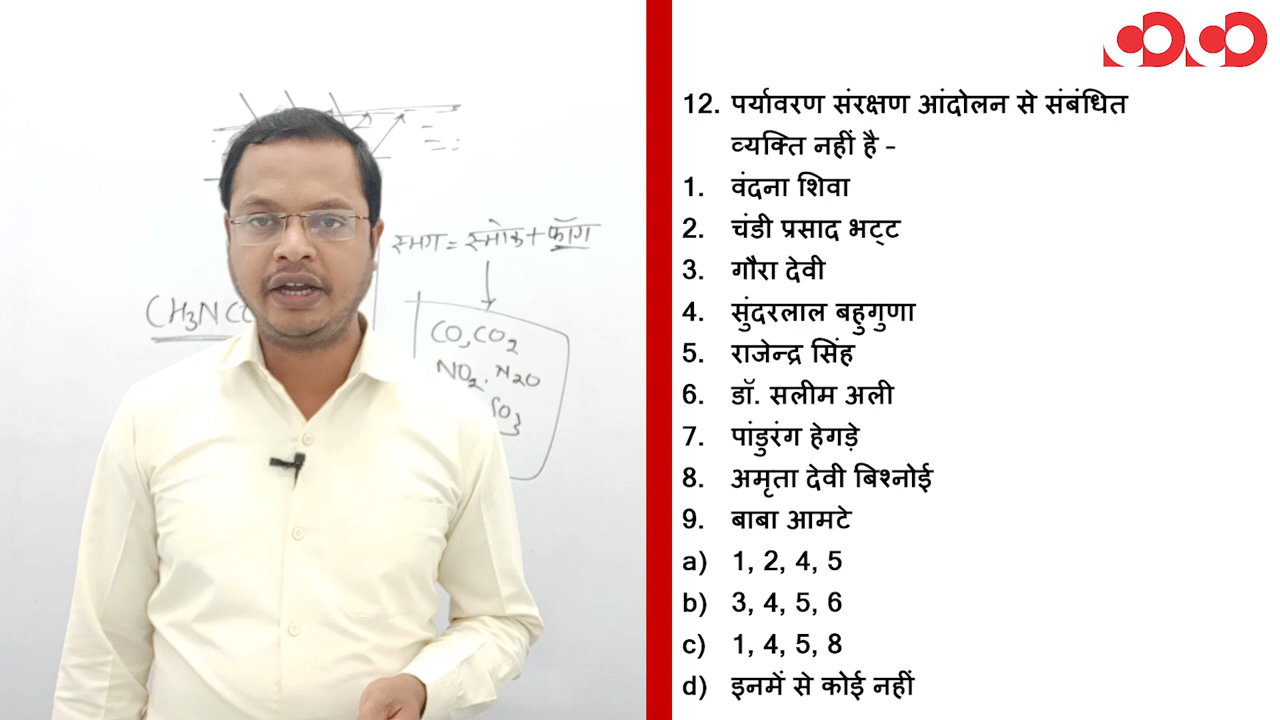 स्मग = स्मोक + फॉग
CH3NC
CO, CO2
NO2, N2O
SO3
12. पर्यावरण संरक्षण आंदोलन से संबंधित
व्यक्ति नहीं है -
1. वंदना शिवा
2. चंडी प्रसाद भट्ट
3. गौरा देवी
4. सुंदरलाल बहुगुणा
5. राजेन्द्र सिंह
6. डॉ. सलीम अली
7. पांडुरंग हेगड़े
8. अमृता देवी बिश्नोई
9. बाबा आमटे
a) 1, 2, 4, 5
b) 3, 4, 5, 6
c) 1, 4, 5, 8
d) इनमें से कोई नहीं